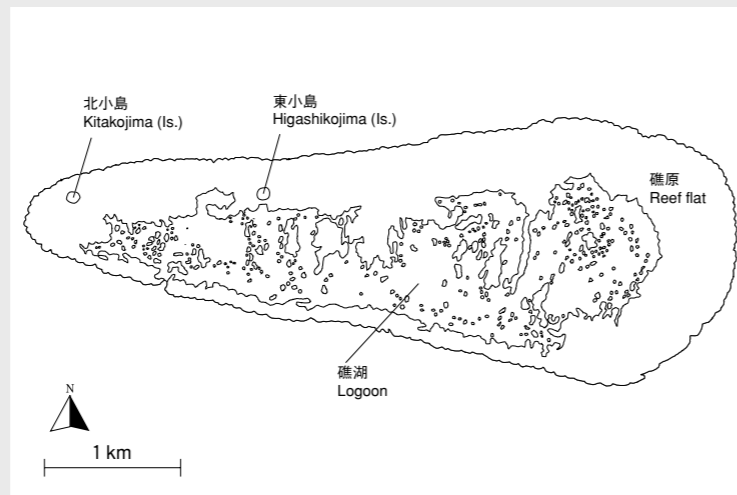 北小島
Kitakojima (Is.)
東小島
Higashikojima (Is.)
礁原
Reef flat
礁湖
Logoon
N
1 km